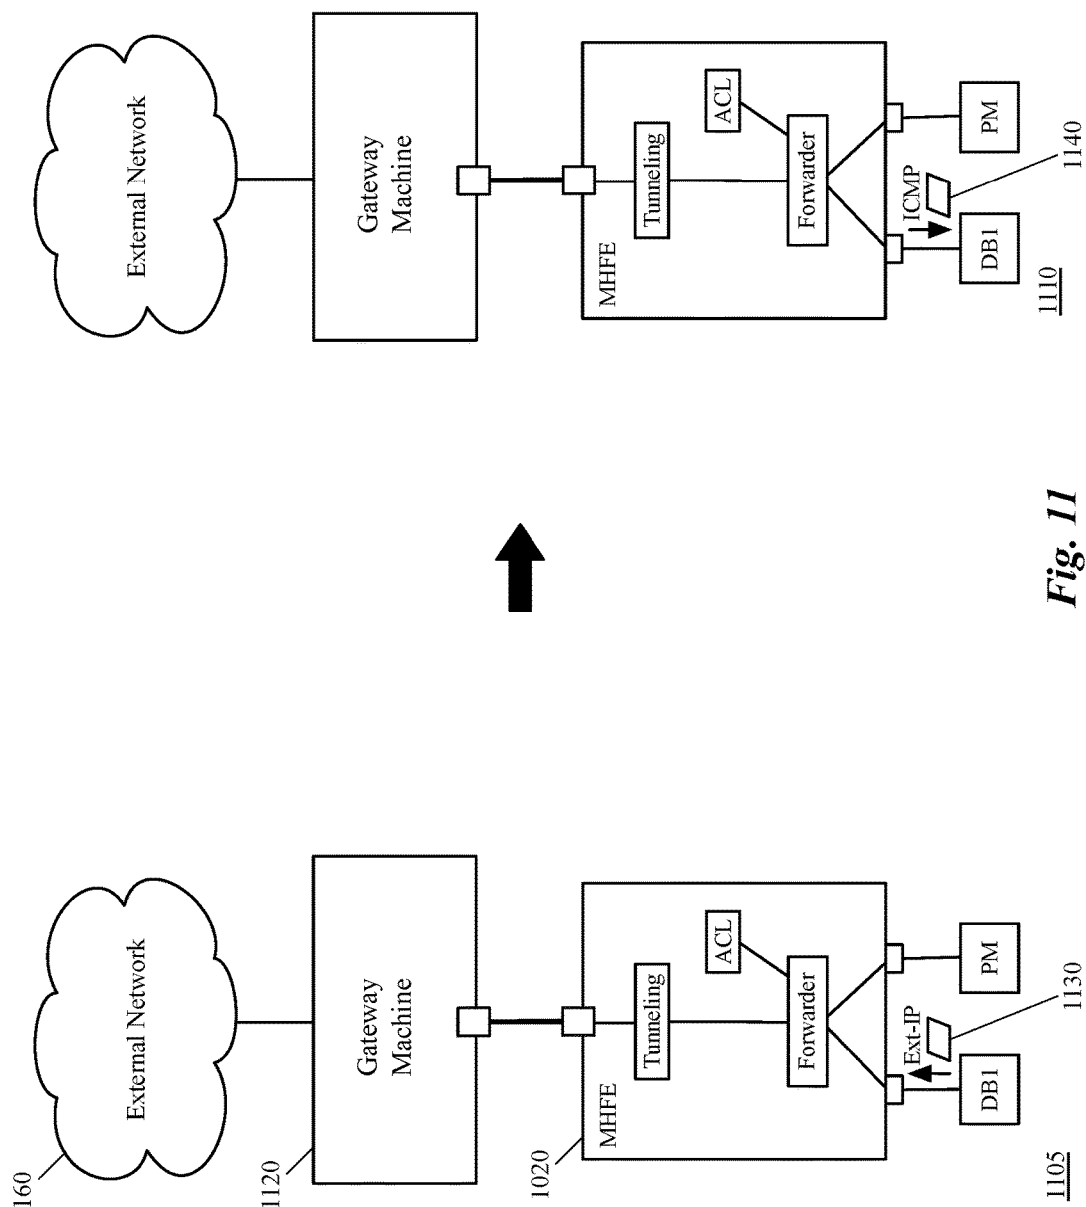 160
External Network
1120
Gateway
Machine
1020
MHFE
Tunneling
ACL
Forwarder
Ext-IP
DB1
PM
1130
1105
External Network
Gateway
Machine
MHFE
Tunneling
ACL
Forwarder
ICMP
DB1
PM
1140
1110
Fig. 11